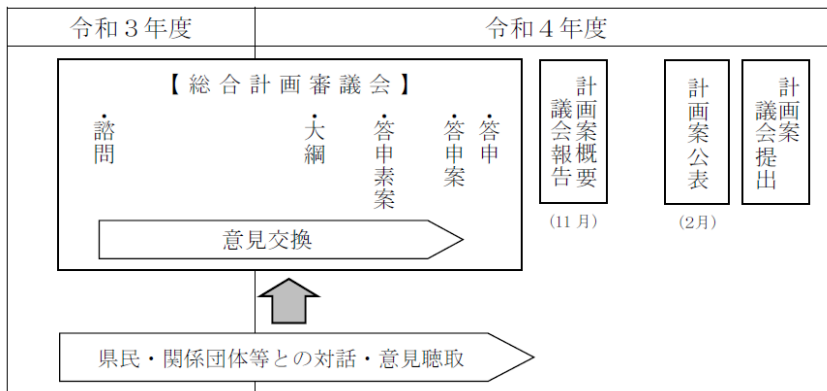 令和３年度
令和４年度
【総合計画審議会】
・諮問
・大綱
・答申素案
・答申案
・答申
意見交換
計画案概要
議会報告
(11月)
計画案公表
(2月)
計画案
議会提出
県民・関係団体等との対話・意見聴取